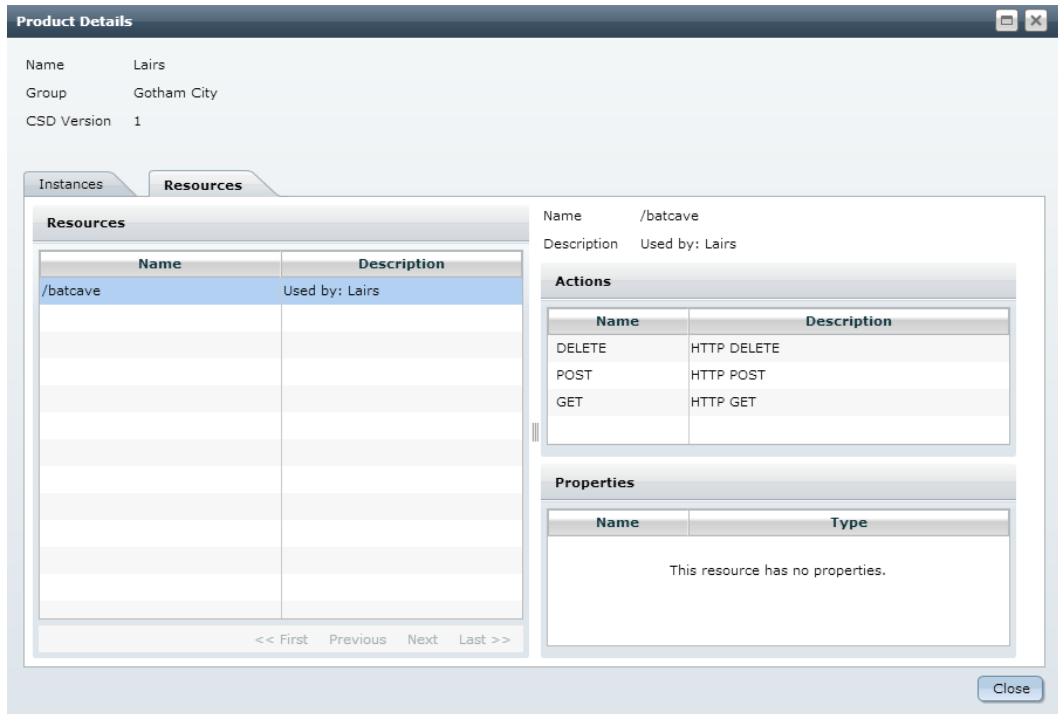 Product Details
Name Lairs
Group Gotham City
CSD Version 1
Instances Resources
Resources
Name Description
/batcave Used by: Lairs
<< First Previous Next Last >>
Name /batcave
Description Used by: Lairs
Actions
Name Description
DELETE HTTP DELETE
POST HTTP POST
GET HTTP GET
Properties
Name Type
This resource has no properties.
Close